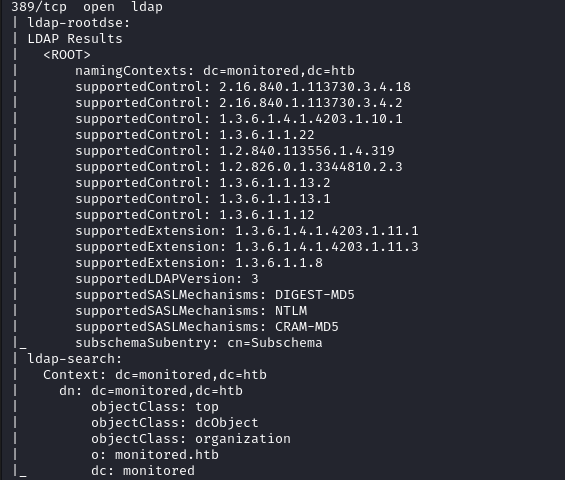 389/tcp  open  ldap
| ldap-rootdse:
| LDAP Results
|   <ROOT>
|       namingContexts: dc=monitored,dc=htb
|       supportedControl: 2.16.840.1.113730.3.4.18
|       supportedControl: 2.16.840.1.113730.3.4.2
|       supportedControl: 1.3.6.1.4.1.4203.1.10.1
|       supportedControl: 1.3.6.1.1.22
|       supportedControl: 1.2.840.113556.1.4.319
|       supportedControl: 1.2.826.0.1.3344810.2.3
|       supportedControl: 1.3.6.1.1.13.2
|       supportedControl: 1.3.6.1.1.13.1
|       supportedControl: 1.3.6.1.1.12
|       supportedExtension: 1.3.6.1.4.1.4203.1.11.1
|       supportedExtension: 1.3.6.1.4.1.4203.1.11.3
|       supportedExtension: 1.3.6.1.1.8
|       supportedLDAPVersion: 3
|       supportedSASLMechanisms: DIGEST-MD5
|       supportedSASLMechanisms: NTLM
|       supportedSASLMechanisms: CRAM-MD5
|_      subschemaSubentry: cn=Subschema
| ldap-search:
|   Context: dc=monitored,dc=htb
|     dn: dc=monitored,dc=htb
|         objectClass: top
|         objectClass: dcObject
|         objectClass: organization
|         o: monitored.htb
|_        dc: monitored